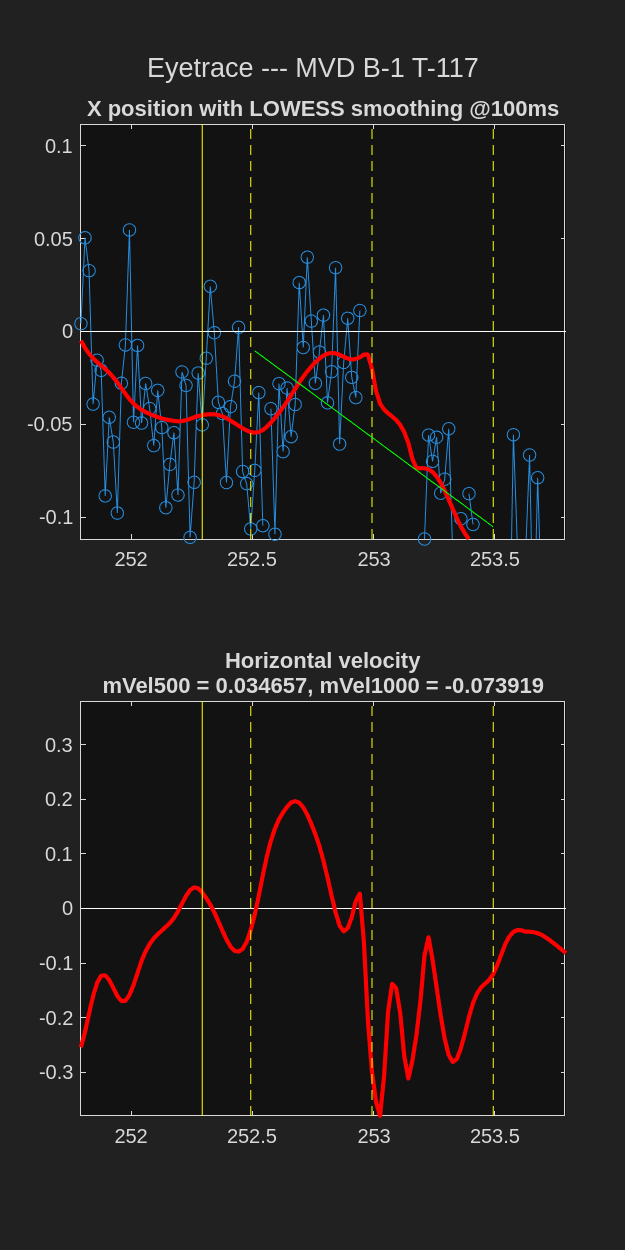 Eyetrace --- MVD B-1 T-117
X position with LOWESS smoothing @100ms
0.1
0.05
0
-0.05
-0.1
252 252.5 253 253.5
Horizontal velocity
mVel500 = 0.034657, mVel1000 = -0.073919
0.3
0.2
0.1
0
-0.1
-0.2
-0.3
252 252.5 253 253.5